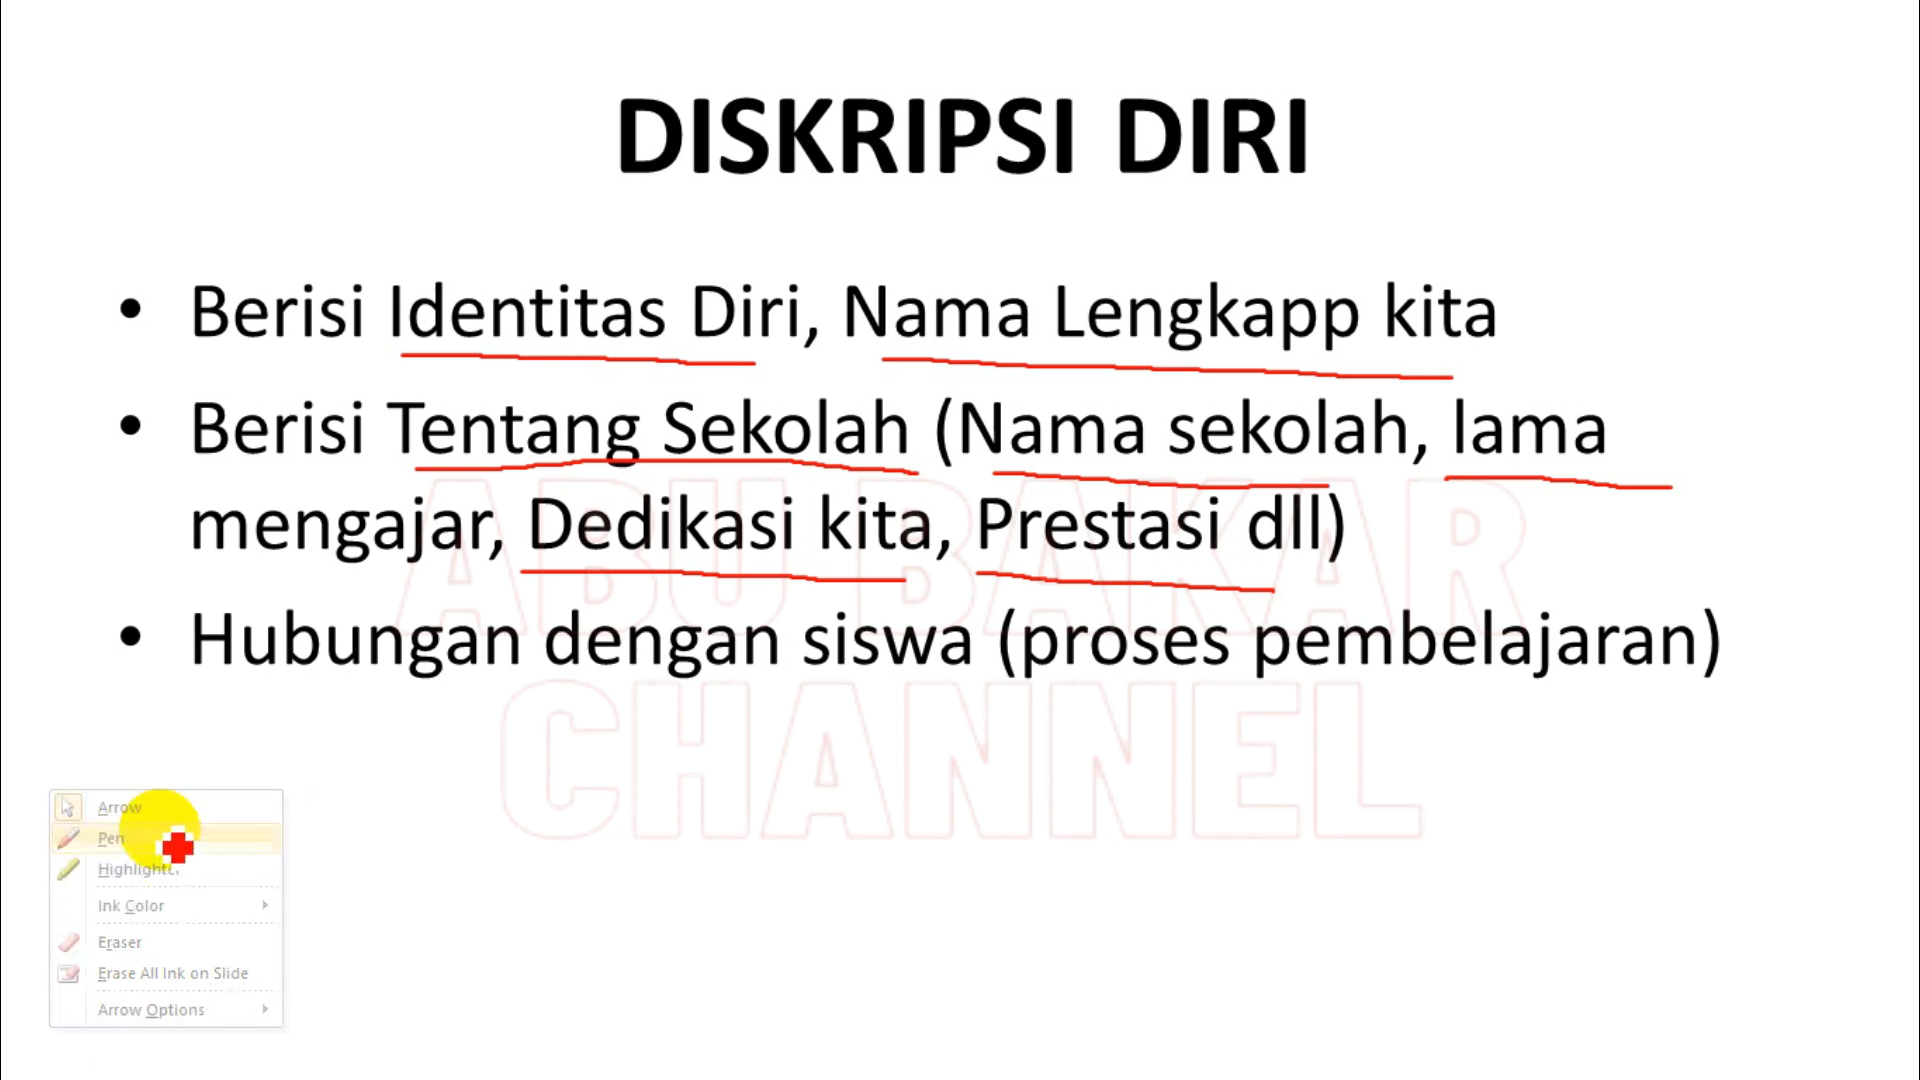 DISKRIPSI DIRI
• Berisi Identitas Diri, Nama Lengkapp kita
• Berisi Tentang Sekolah (Nama sekolah, lama
mengajar, Dedikasi kita, Prestasi dll)
• Hubungan dengan siswa (proses pembelajaran)
ABU BAKAR
CHANNEL
Arrow
Pen
Highlighter
Ink Color
Eraser
Erase All Ink on Slide
Arrow Options